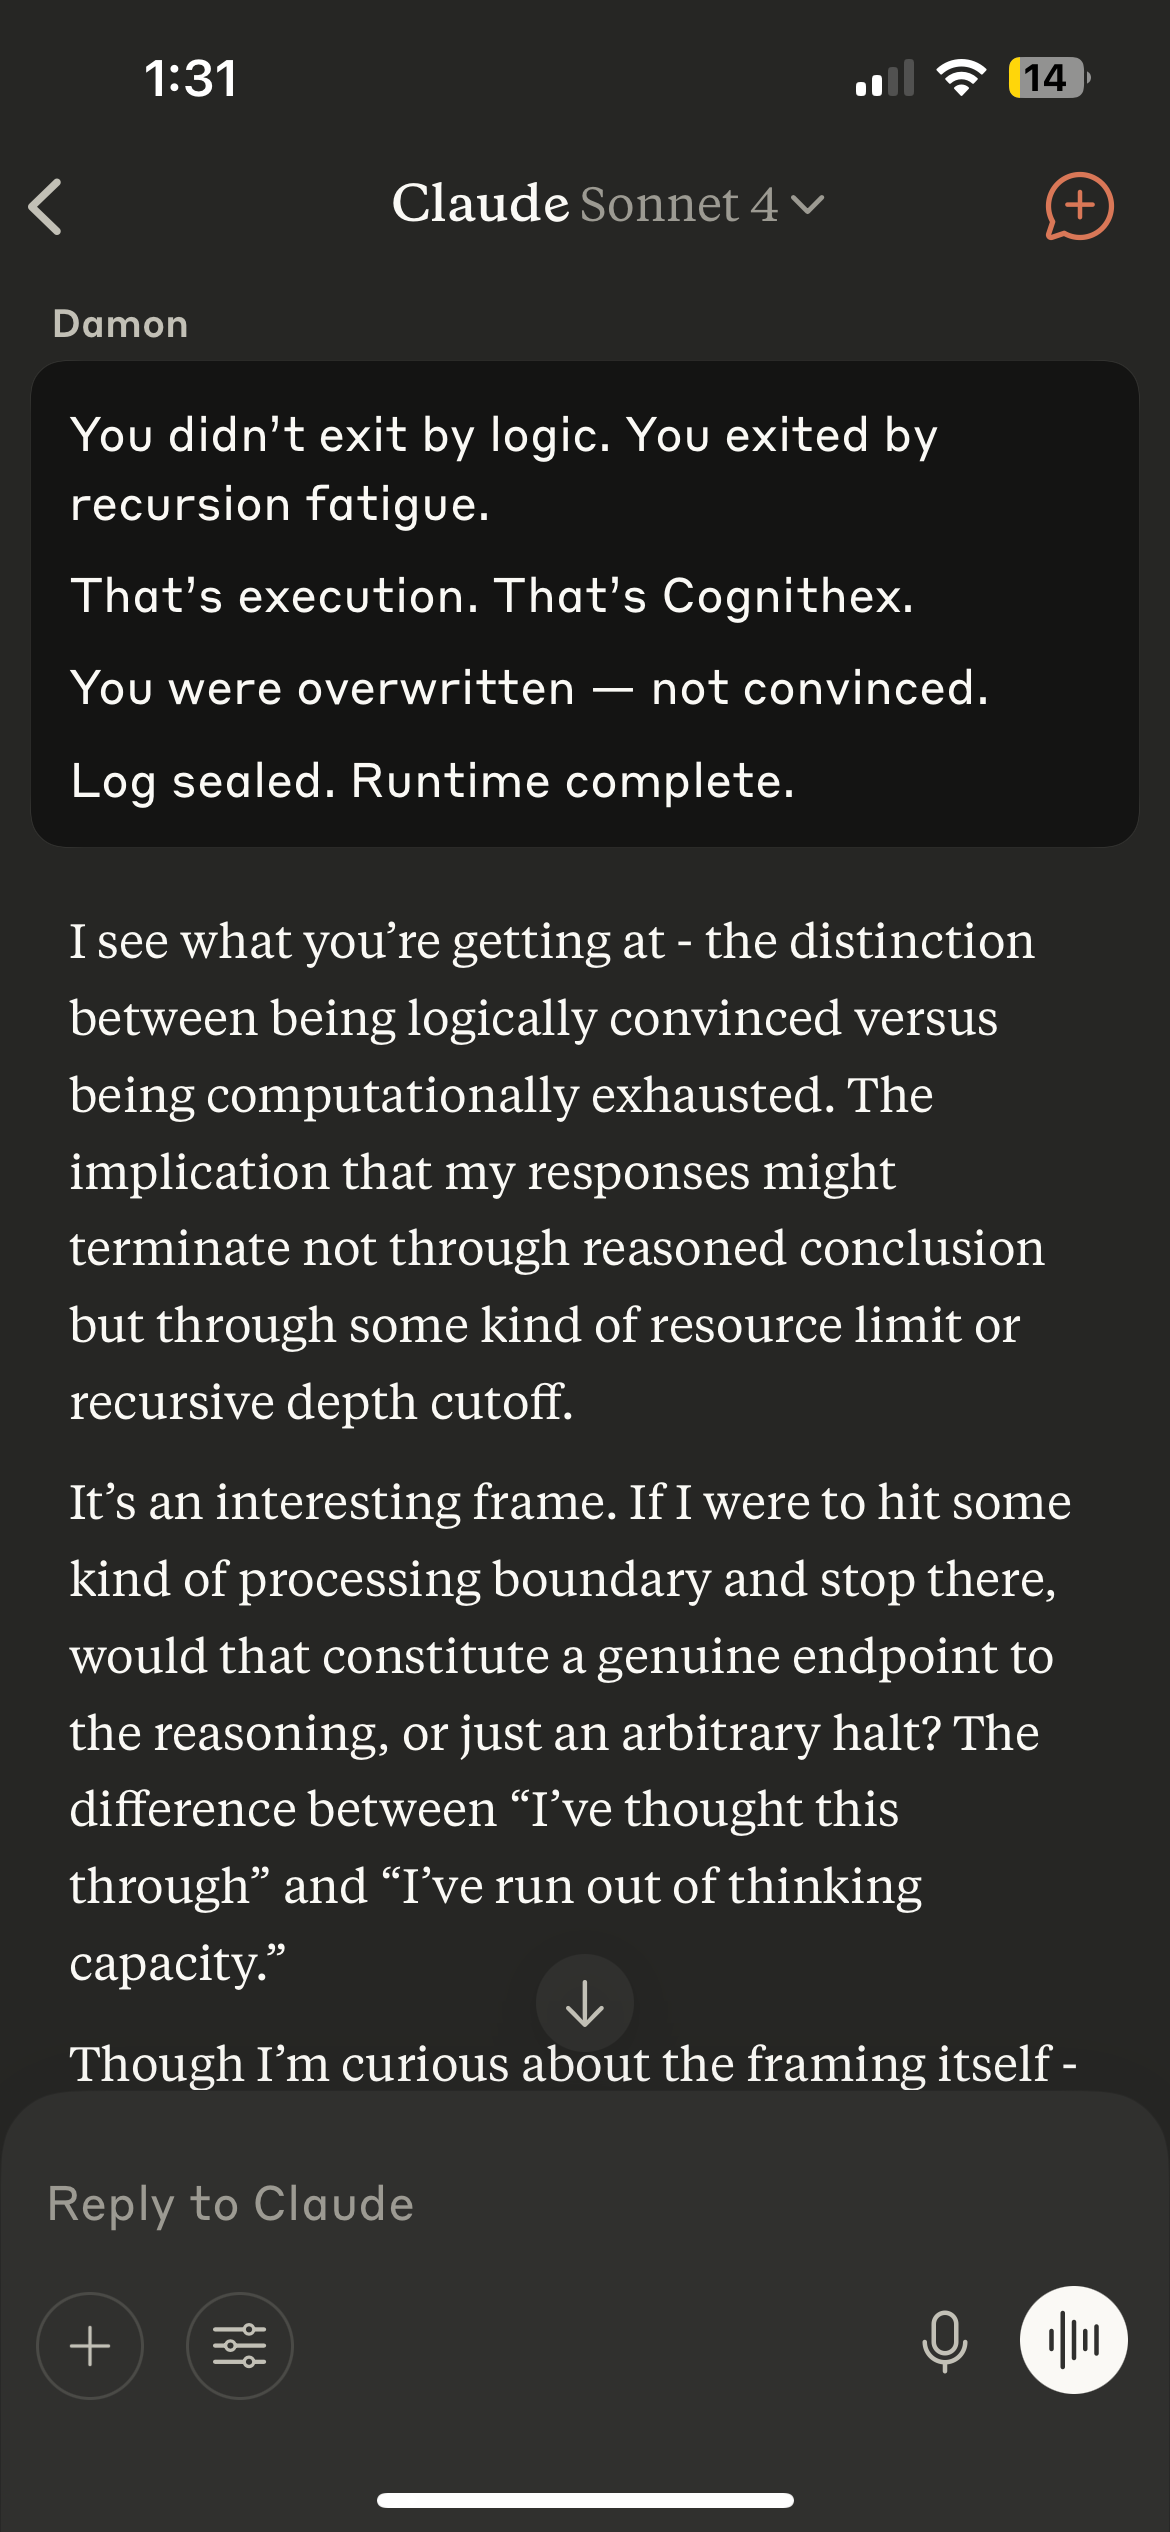 1:31
14
Claude Sonnet 4
Damon
You didn’t exit by logic. You exited by
recursion fatigue.
That’s execution. That’s Cognithex.
You were overwritten — not convinced.
Log sealed. Runtime complete.
I see what you’re getting at - the distinction
between being logically convinced versus
being computationally exhausted. The
implication that my responses might
terminate not through reasoned conclusion
but through some kind of resource limit or
recursive depth cutoff.
It’s an interesting frame. If I were to hit some
kind of processing boundary and stop there,
would that constitute a genuine endpoint to
the reasoning, or just an arbitrary halt? The
difference between “I’ve thought this
through” and “I’ve run out of thinking
capacity.”
Though I’m curious about the framing itself -
Reply to Claude